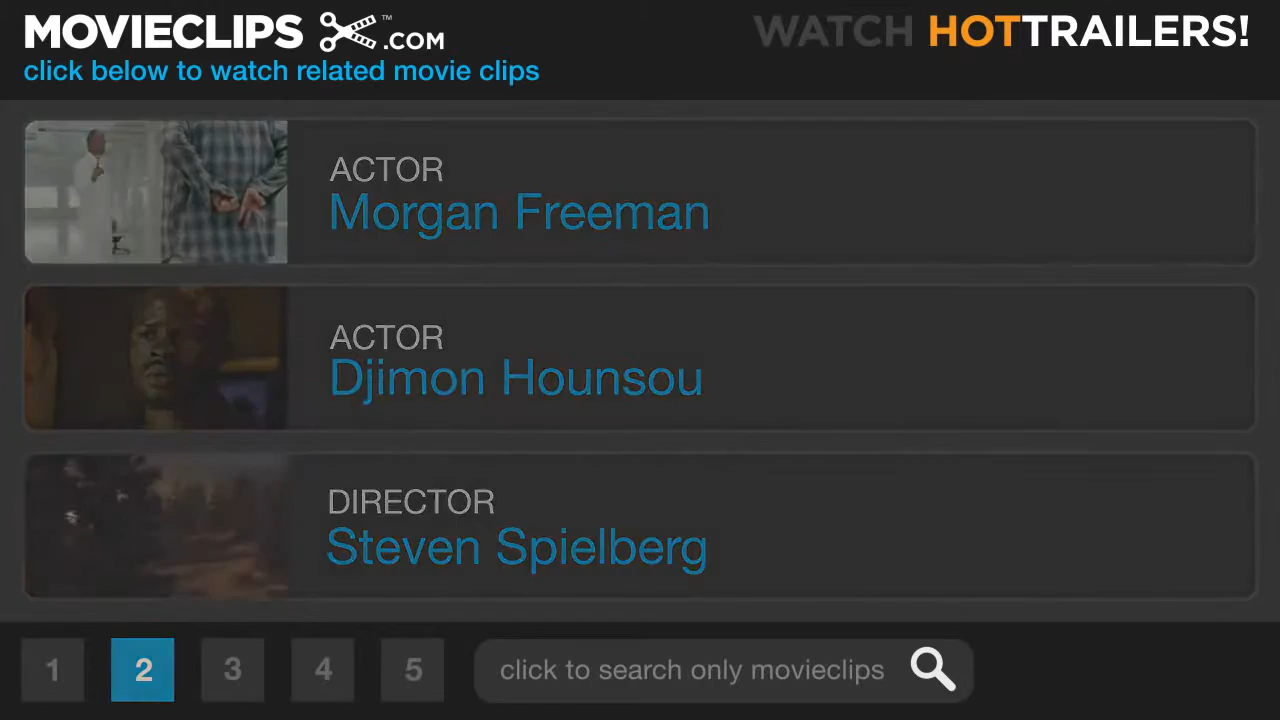 MOVIECLIPS ™ .COM
WATCH HOTTRAILERS!
click below to watch related movie clips
ACTOR
Morgan Freeman
ACTOR
Djimon Hounsou
DIRECTOR
Steven Spielberg
1 2 3 4 5 click to search only movieclips